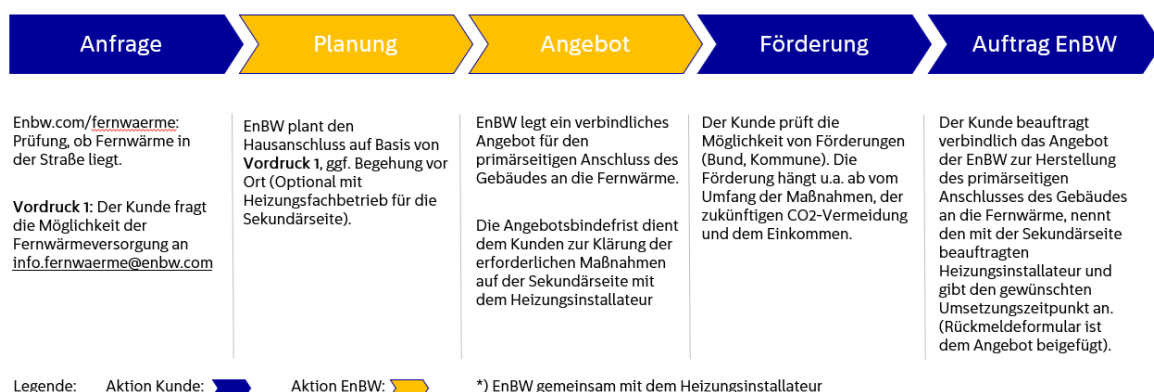 Anfrage
Planung
Angebot
Förderung
Auftrag EnBW
Enbw.com/fernwaerme:
Prüfung, ob Fernwärme in
der Straße liegt.
Vordruck 1: Der Kunde fragt
die Möglichkeit der
Fernwärmeversorgung an
info.fernwaerme@enbw.com
EnBW plant den
Hausanschluss auf Basis von
Vordruck 1, ggf. Begehung vor
Ort (Optional mit
Heizungsfachbetrieb für die
Sekundärseite).
EnBW legt ein verbindliches
Angebot für den
primärseitigen Anschluss des
Gebäudes an die Fernwärme.
Die Angebotsbindefrist dient
dem Kunden zur Klärung der
erforderlichen Maßnahmen
auf der Sekundärseite mit
dem Heizungsinstallateur
Der Kunde prüft die
Möglichkeit von Förderungen
(Bund, Kommune). Die
Förderung hängt u.a. ab vom
Umfang der Maßnahmen, der
zukünftigen CO2-Vermeidung
und dem Einkommen.
Der Kunde beauftragt
verbindlich das Angebot
der EnBW zur Herstellung
des primärseitigen
Anschlusses des Gebäudes
an die Fernwärme, nennt
den mit der Sekundärseite
beauftragten
Heizungsinstallateur und
gibt den gewünschten
Umsetzungszeitpunkt an.
(Rückmeldeformular ist
dem Angebot beigefügt).
Legende: Aktion Kunde: Aktion EnBW: *) EnBW gemeinsam mit dem Heizungsinstallateur